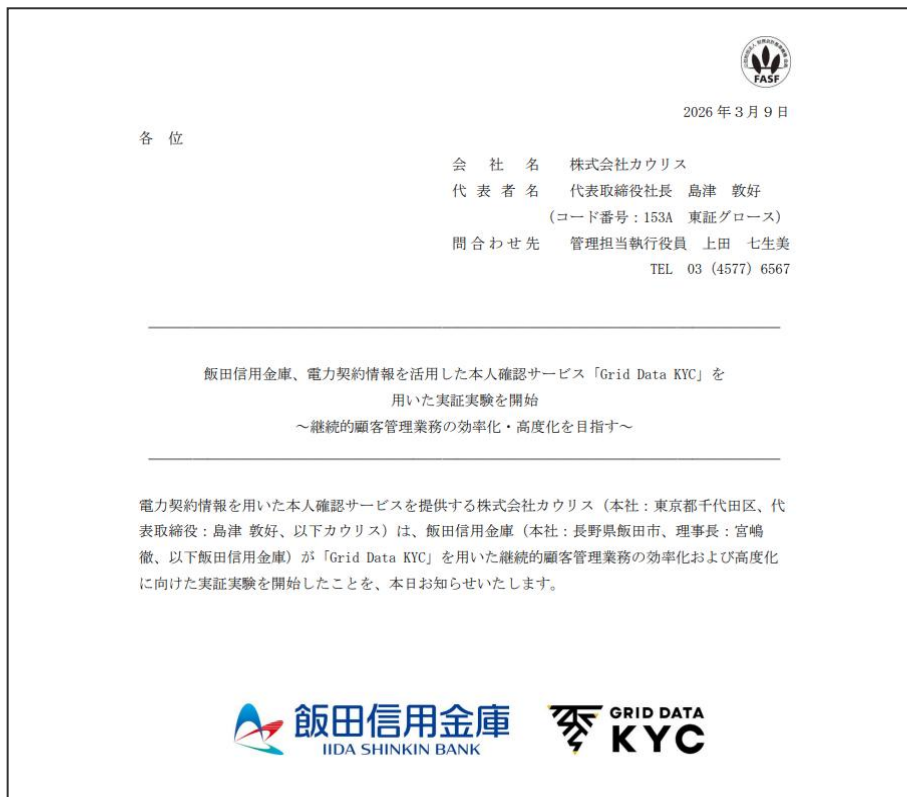 FASF
2026年3月9日
各 位
会 社 名 株式会社カウリス
代 表 者 名 代表取締役社長 島津 敦好
(コード番号：153A 東証グロース)
問合わせ先 管理担当執行役員 上田 七生美
TEL 03 (4577) 6567
飯田信用金庫、電力契約情報を活用した本人確認サービス「Grid Data KYC」を
用いた実証実験を開始
～継続的顧客管理業務の効率化・高度化を目指す～
電力契約情報を用いた本人確認サービスを提供する株式会社カウリス（本社：東京都千代田区、代
表取締役：島津 敦好、以下カウリス）は、飯田信用金庫（本社：長野県飯田市、理事長：宮嶋
徹、以下飯田信用金庫）が「Grid Data KYC」を用いた継続的顧客管理業務の効率化および高度化
に向けた実証実験を開始したことを、本日お知らせいたします。
飯田信用金庫
IIDA SHINKIN BANK
GRID DATA
KYC